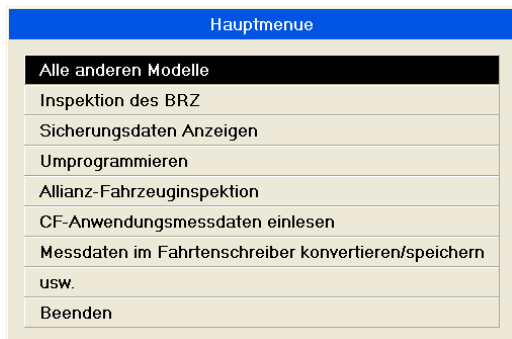 Hauptmenue
Alle anderen Modelle
Inspektion des BRZ
Sicherungsdaten Anzeigen
Umprogrammieren
Allianz-Fahrzeuginspektion
CF-Anwendungsmessdaten einlesen
Messdaten im Fahrtenschreiber konvertieren/speichern
usw.
Beenden